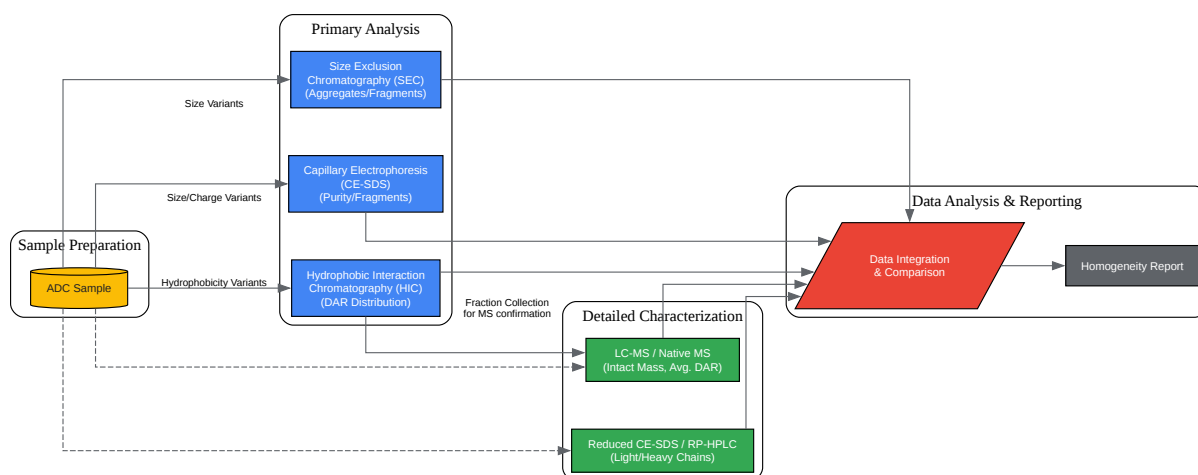 Primary Analysis
Size Exclusion
Chromatography (SEC)
(Aggregates/Fragments)
Size Variants
Capillary Electrophoresis
(CE-SDS)
(Purity/Fragments)
Size/Charge Variants
Sample Preparation
ADC Sample
Hydrophobicity Variants
Hydrophobic Interaction
Chromatography (HIC)
(DAR Distribution)
Fraction Collection
for MS confirmation
Detailed Characterization
LC-MS / Native MS
(Intact Mass, Avg. DAR)
Reduced CE-SDS / RP-HPLC
(Light/Heavy Chains)
Data Analysis & Reporting
Data Integration
& Comparison
Homogeneity Report